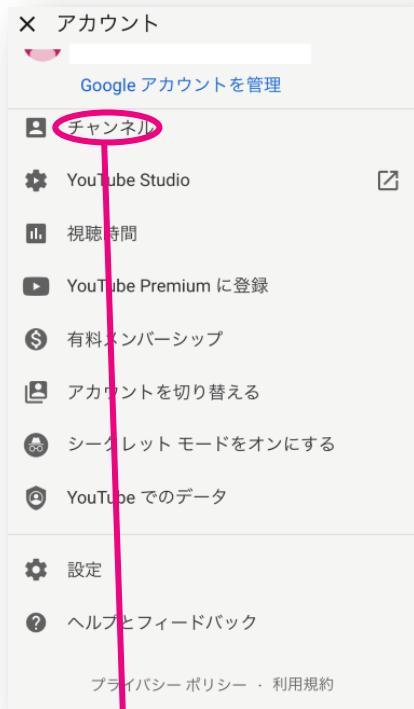 アカウント
Google アカウントを管理
チャンネル
YouTube Studio
視聴時間
YouTube Premium に登録
有料メンバーシップ
アカウントを切り替える
シークレット モードをオンにする
YouTube でのデータ
設定
ヘルプとフィードバック
プライバシー ポリシー · 利用規約